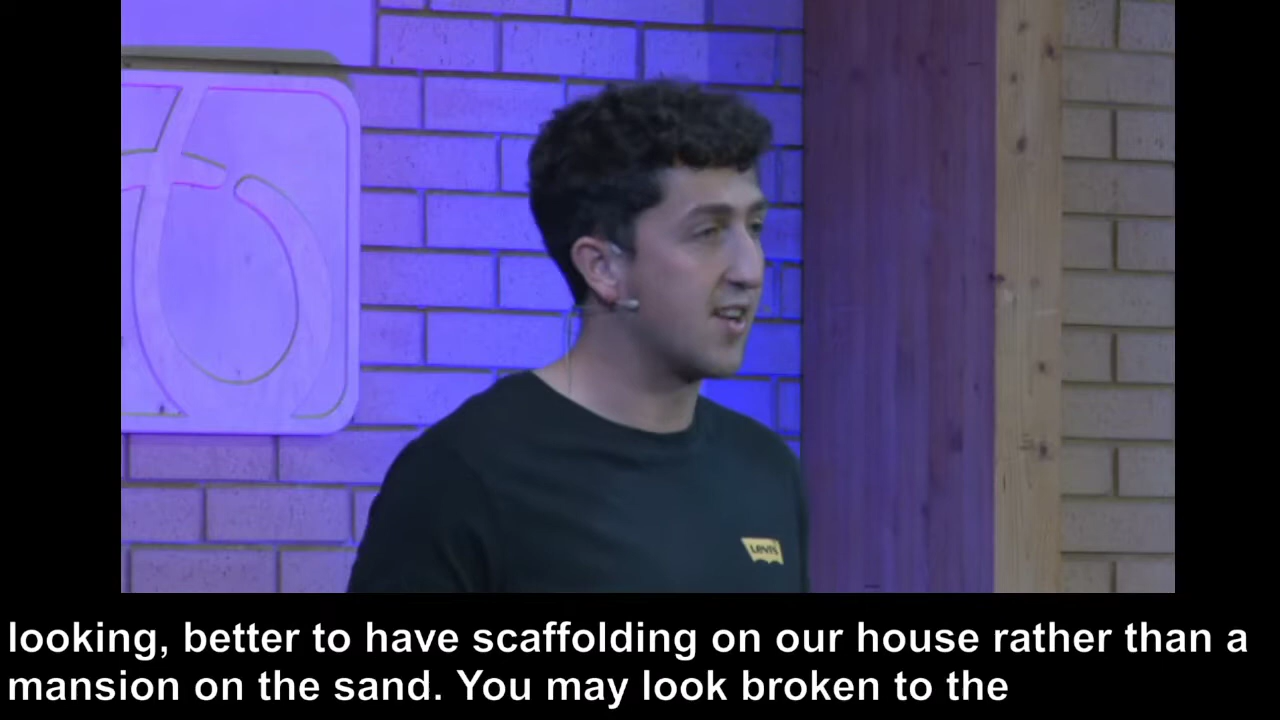 Levi's
looking, better to have scaffolding on our house rather than a
mansion on the sand. You may look broken to the